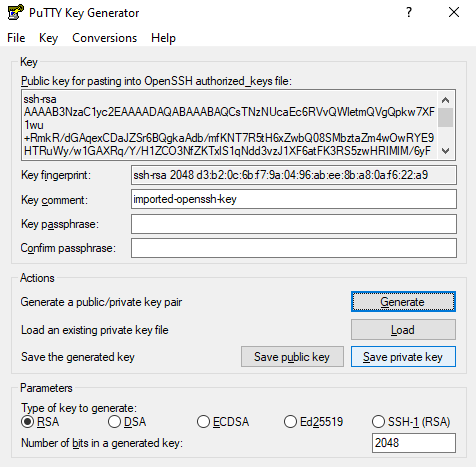 PuTTY Key Generator
File Key Conversions Help
Key
Public key for pasting into OpenSSH authorized_keys file:
ssh-rsa
AAAAB3NzaC1yc2EAAAADAQABAAABAQCsTNzNUcaEc6RVvQWletmQVgQpkw7XF
1wu
+RmkR/dGAqexCDaJZSr6BQgkaAdb/mfKNT7R5tH6xZwbQ08SMbztaZm4wOwRYE9
HTRuWy/w1GAXRq/Y/H1ZCO3NfZKTxIS1qNdd3vzJ1XF6atFK3RS5zwHRIMIM/6yF
Key fingerprint: ssh-rsa 2048 d3:b2:0c:6b:f7:9a:04:96:ab:ee:8b:a8:0a:f6:22:a9
Key comment: imported-openssh-key
Key passphrase:
Confirm passphrase:
Actions
Generate a public/private key pair Generate
Load an existing private key file Load
Save the generated key Save public key Save private key
Parameters
Type of key to generate:
RSA DSA ECDSA Ed25519 SSH-1 (RSA)
Number of bits in a generated key: 2048